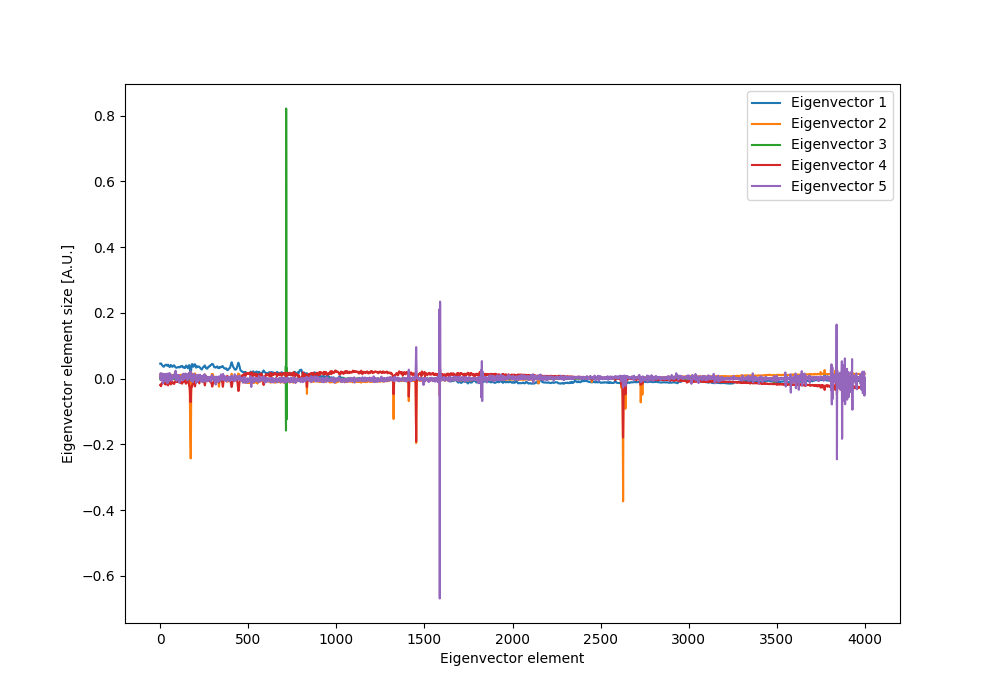 Eigenvector 1
Eigenvector 2
Eigenvector 3
Eigenvector 4
Eigenvector 5
Eigenvector element size [A.U.]
0.8
0.6
0.4
0.2
0.0
−0.2
−0.4
−0.6
0 500 1000 1500 2000 2500 3000 3500 4000
Eigenvector element